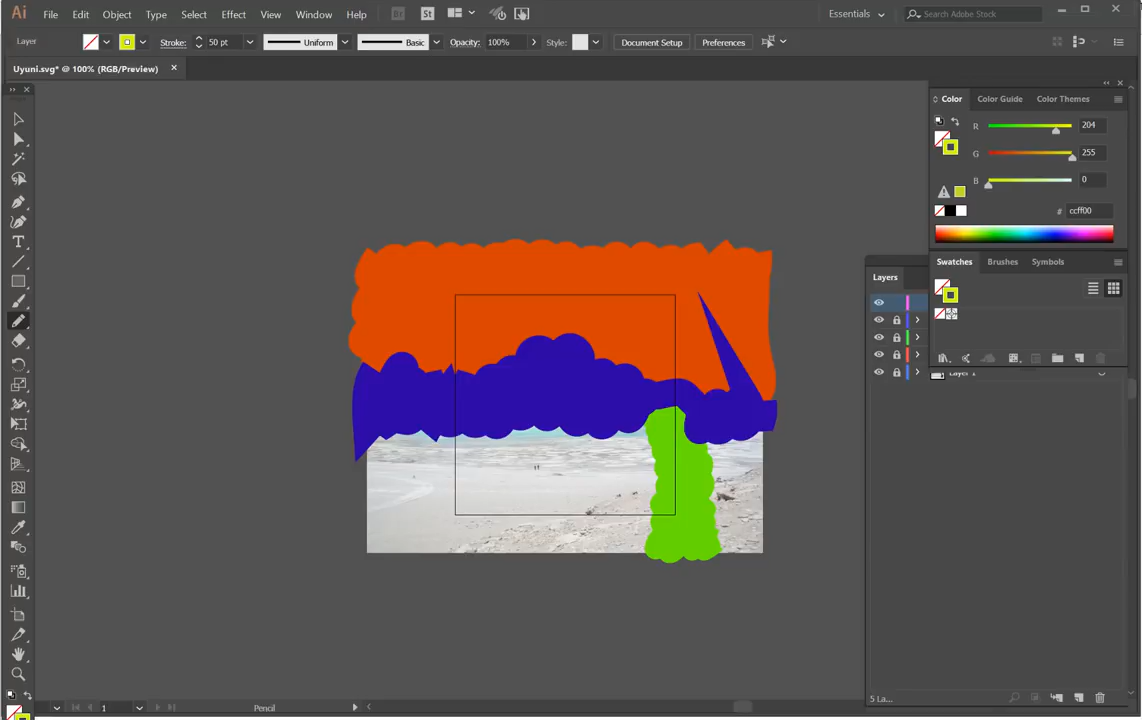 Ai File Edit Object Type Select Effect View Window Help Br St Essentials Search Adobe Stock
Layer Stroke: 50 pt Uniform Basic Opacity: 100% Style: Document Setup Preferences
Uyuni.svg* @ 100% (RGB/Preview)
Color Color Guide Color Themes
R 204
G 255
B 0
# ccff00
Swatches Brushes Symbols
Layers
Layer 1
5 La...
1 Pencil